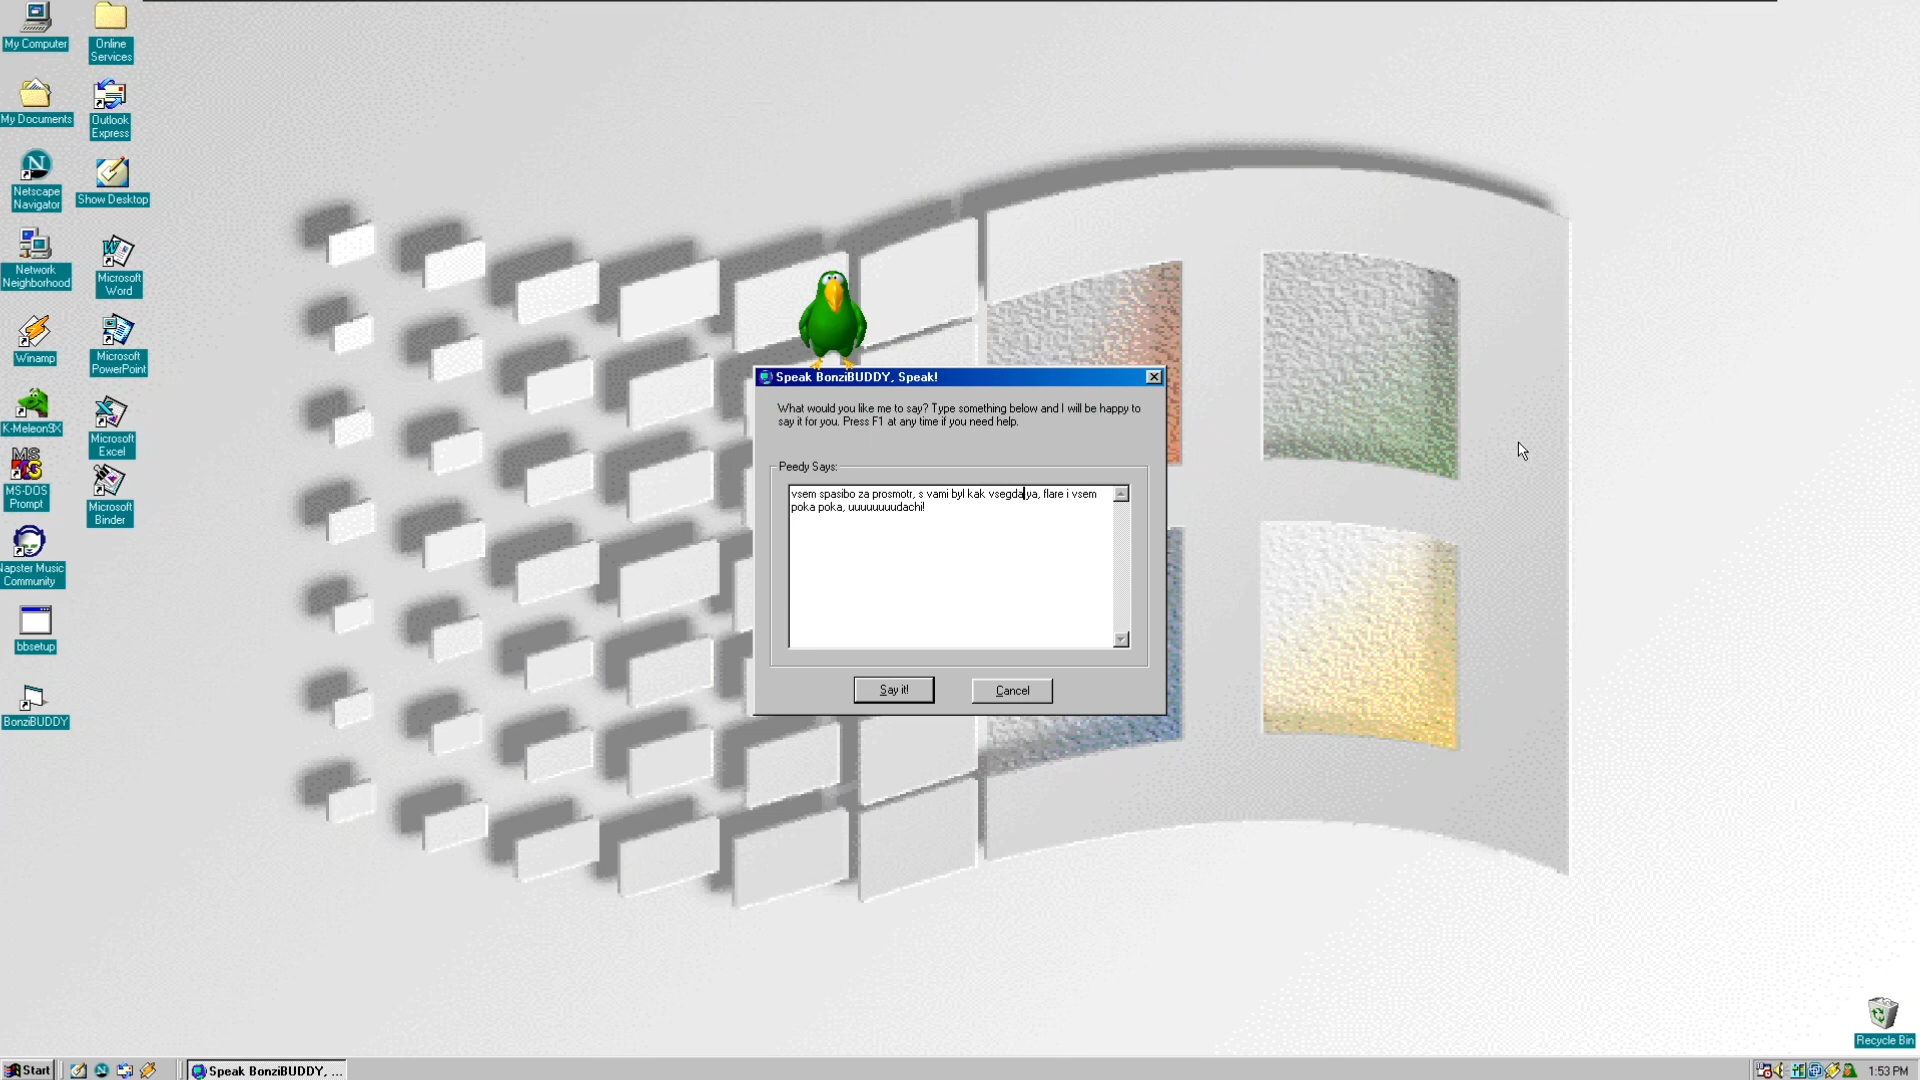 My Computer
Online
Services
My Documents
Outlook
Express
Netscape
Navigator
Show Desktop
Network
Neighborhood
Microsoft
Word
Winamp
Microsoft
PowerPoint
K-Meleon9X
Microsoft
Excel
MS-DOS
Prompt
Microsoft
Binder
Napster Music
Community
bbsetup
BonziBUDDY
Speak BonziBUDDY, Speak!
What would you like me to say? Type something below and I will be happy to
say it for you. Press F1 at any time if you need help.
Peedy Says:
vsem spasibo za prosmotr, s vami byl kak vsegda ya, flare i vsem
poka poka, uuuuuuuudachi!
Say it!
Cancel
Recycle Bin
Start
Speak BonziBUDDY, ...
1:53 PM